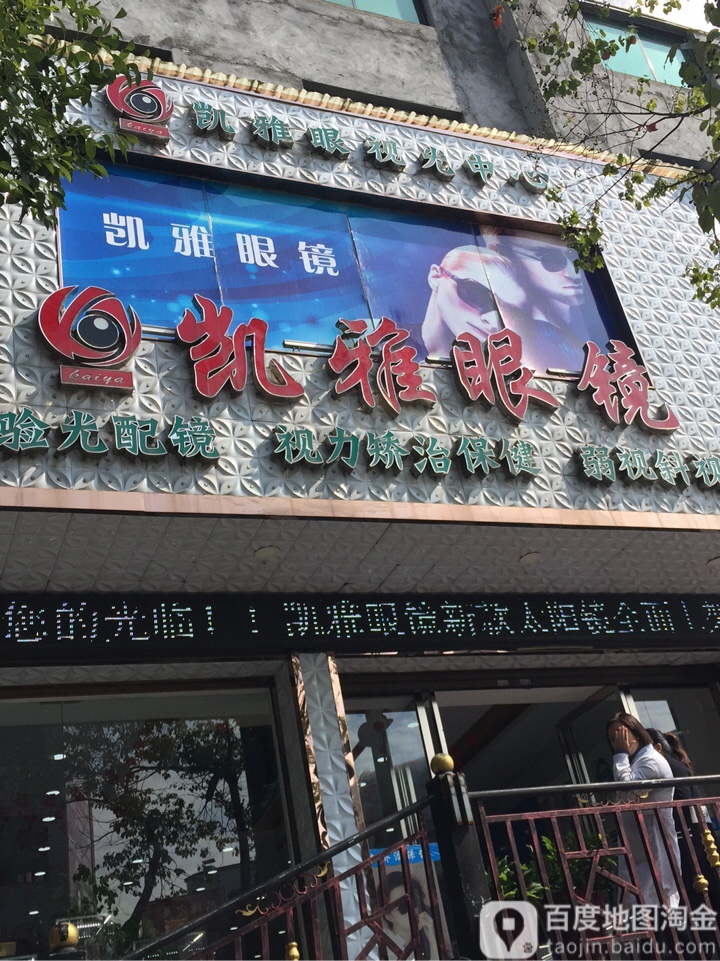 凯雅眼视光中心
kaiya
凯雅眼镜
凯雅眼镜
kaiya
验光配镜 视力矫治保健 弱视斜视
您的光临！！凯雅眼镜新款太阳镜全面上
百度地图淘金
taojin.baidu.com